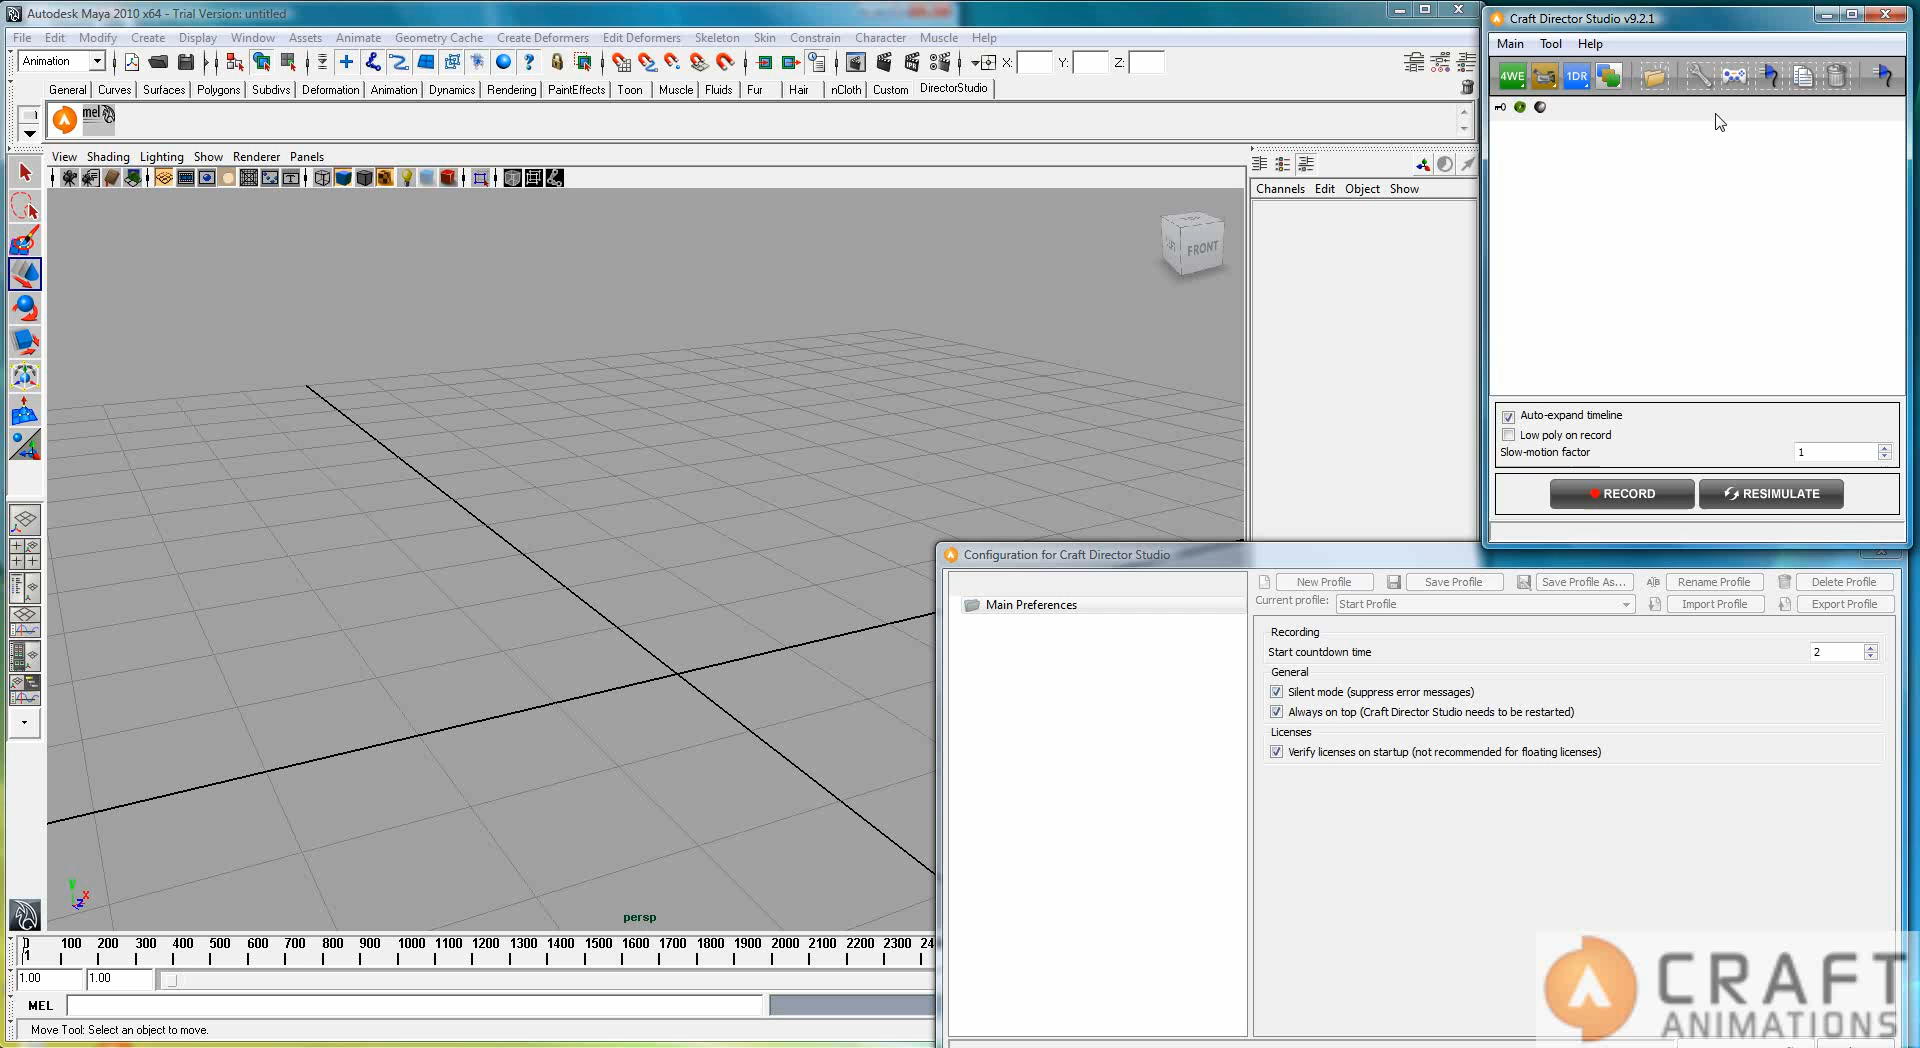 Autodesk Maya 2010 x64 - Trial Version: untitled
File Edit Modify Create Display Window Assets Animate Geometry Cache Create Deformers Edit Deformers Skeleton Skin Constrain Character Muscle Help
Animation X: Y: Z:
General Curves Surfaces Polygons Subdivs Deformation Animation Dynamics Rendering PaintEffects Toon Muscle Fluids Fur Hair nCloth Custom DirectorStudio
mel
View Shading Lighting Show Renderer Panels
Channels Edit Object Show
FRONT
persp
0 100 200 300 400 500 600 700 800 900 1000 1100 1200 1300 1400 1500 1600 1700 1800 1900 2000 2100 2200 2300 24
1
1.00 1.00
MEL
Move Tool: Select an object to move.
Craft Director Studio v9.2.1
Main Tool Help
4WE 1DR
Auto-expand timeline
Low poly on record
Slow-motion factor 1
RECORD RESIMULATE
Configuration for Craft Director Studio
Main Preferences
New Profile Save Profile Save Profile As... Rename Profile Delete Profile
Current profile: Start Profile Import Profile Export Profile
Recording
Start countdown time 2
General
Silent mode (suppress error messages)
Always on top (Craft Director Studio needs to be restarted)
Licenses
Verify licenses on startup (not recommended for floating licenses)
CRAFT
ANIMATIONS